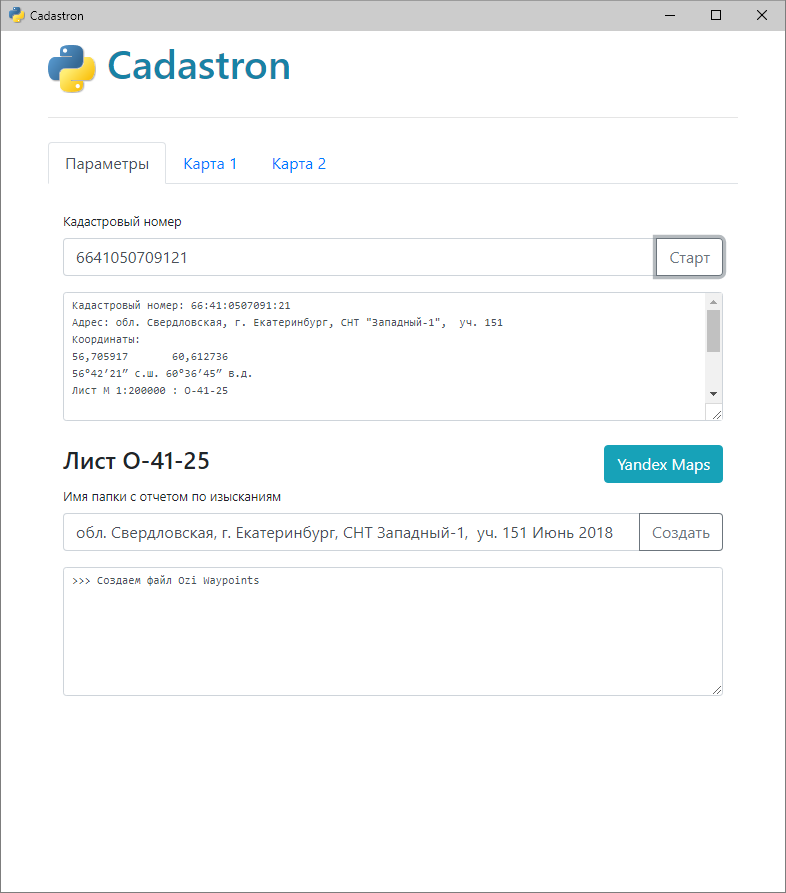 Cadastron
Cadastron
Параметры Карта 1 Карта 2
Кадастровый номер
6641050709121 Старт
Кадастровый номер: 66:41:0507091:21
Адрес: обл. Свердловская, г. Екатеринбург, СНТ "Западный-1",  уч. 151
Координаты:
56,705917 60,612736
56°42’21” с.ш. 60°36’45” в.д.
Лист М 1:200000 : O-41-25
Лист O-41-25 Yandex Maps
Имя папки с отчетом по изысканиям
обл. Свердловская, г. Екатеринбург, СНТ Западный-1,  уч. 151 Июнь 2018 Создать
>>> Создаем файл Ozi Waypoints